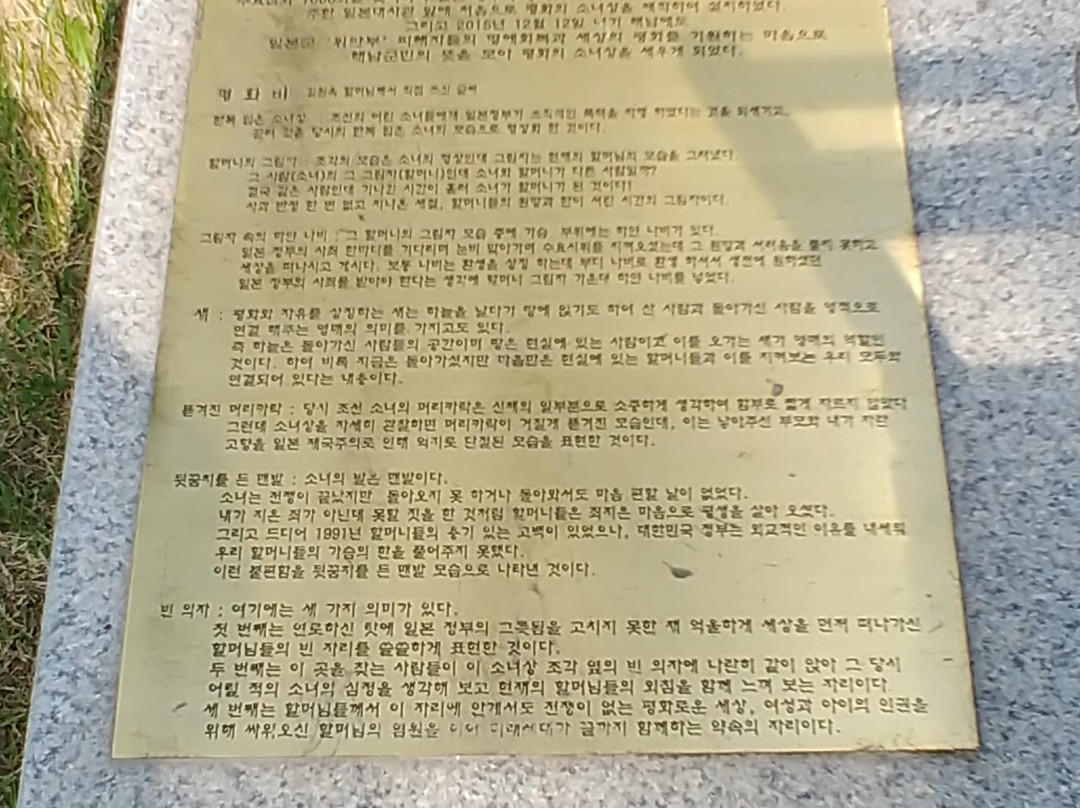 주한 일본대사관 앞에 처음으로 평화의 소녀상을 제작하여 설치하였다.
그리고 2015년 12월 12일 여기 해남에도
일본군 '위안부' 피해자들의 명예회복과 세상의 평화를 기원하는 마음으로
해남군민의 뜻을 모아 평화의 소녀상을 세우게 되었다.
평화비 길원옥 할머님께서 직접 쓰신 글씨
한복 입은 소녀상 : 조선의 어린 소녀들에게 일본정부가 조직적인 폭력을 자행 하였다는 것을 되새기고,
끌려 갔을 당시의 한복 입은 소녀의 모습으로 형상화 한 것이다.
할머니의 그림자 : 조각의 모습은 소녀의 형상인데 그림자는 현재의 할머님의 모습을 그려냈다.
그 사람(소녀)의 그 그림자(할머니)인데 소녀와 할머니가 다른 사람일까?
결국 같은 사람인데 기나긴 시간이 흘러 소녀가 할머니가 된 것이다!
사과 반성 한 번 없고 지나온 세월, 할머니들의 원망과 한이 서린 시간의 그림자이다.
그림자 속의 하얀 나비 : 그 할머니의 그림자 모습 중에 가슴 부위에는 하얀 나비가 있다.
일본 정부의 사죄 한마디를 기다리며 눈비 맞아가며 수요시위를 지켜오셨는데 그 원망과 서러움을 풀지 못하고
세상을 떠나시고 계시다. 보통 나비는 환생을 상징 하는데 부디 나비로 환생 하셔서 생전에 원하셨던
일본 정부의 사죄를 받아야 한다는 생각에 할머니 그림자 가운데 하얀 나비를 넣었다.
새 : 평화와 자유를 상징하는 새는 하늘을 날다가 땅에 앉기도 하여 산 사람과 돌아가신 사람을 영적으로
연결 해주는 영매의 의미를 가지고도 있다.
즉 하늘은 돌아가신 사람들의 공간이며 땅은 현실에 있는 사람이고 이를 오가는 새가 영매의 역할인
것이다. 하여 비록 지금은 돌아가셨지만 마음만은 현실에 있는 할머니들과 이를 지켜보는 우리 모두와
연결되어 있다는 내용이다.
뜯겨진 머리카락 : 당시 조선 소녀의 머리카락은 신체의 일부분으로 소중하게 생각하여 함부로 짧게 자르지 않았다
그런데 소녀상을 자세히 관찰하면 머리카락이 거칠게 뜯겨진 모습인데, 이는 낳아주신 부모와 내가 자란
고향을 일본 제국주의로 인해 억지로 단절된 모습을 표현한 것이다.
뒷꿈치를 든 맨발 : 소녀의 발은 맨발이다.
소녀는 전쟁이 끝났지만 돌아오지 못 하거나 돌아와서도 마음 편할 날이 없었다.
내가 지은 죄가 아닌데 못할 짓을 한 것처럼 할머니들은 죄지은 마음으로 평생을 살아 오셨다.
그리고 드디어 1991년 할머니들의 용기 있는 고백이 있었으나, 대한민국 정부는 외교적인 이유를 내세워
우리 할머니들의 가슴의 한을 풀어주지 못했다.
이런 불편함을 뒷꿈치를 든 맨발 모습으로 나타낸 것이다.
빈 의자 : 여기에는 세 가지 의미가 있다.
첫 번째는 연로하신 탓에 일본 정부의 그릇됨을 고치지 못한 채 억울하게 세상을 먼저 떠나가신
할머님들의 빈 자리를 쓸쓸하게 표현한 것이다.
두 번째는 이 곳을 찾는 사람들이 이 소녀상 조각 옆의 빈 의자에 나란히 같이 앉아 그 당시
어릴 적의 소녀의 심정을 생각해 보고 현재의 할머님들의 외침을 함께 느껴 보는 자리이다.
세 번째는 할머님들께서 이 자리에 안계셔도 전쟁이 없는 평화로운 세상, 여성과 아이의 인권을
위해 싸워오신 할머님의 염원을 이어 미래세대가 끝까지 함께하는 약속의 자리이다.